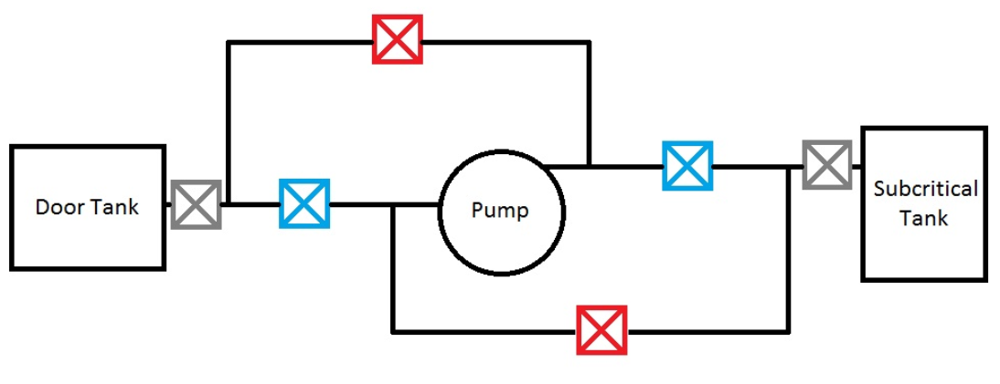 Door Tank
Pump
Subcritical
Tank